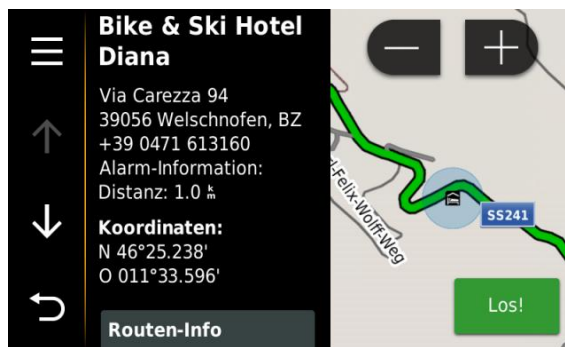 Bike & Ski Hotel
Diana
Via Carezza 94
39056 Welschnofen, BZ
+39 0471 613160
Alarm-Information:
Distanz: 1.0 km
Koordinaten:
N 46°25.238'
O 011°33.596'
Routen-Info
l-Felix-Wolff-Weg
SS241
Los!